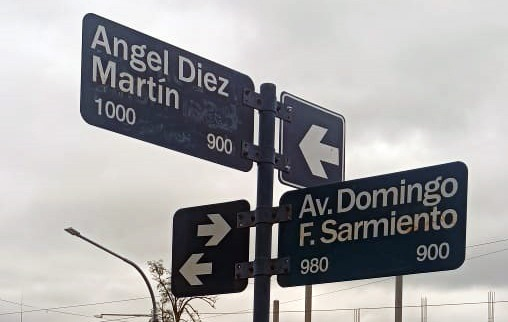 Angel Diez
Martín
1000 900
Av. Domingo
F. Sarmiento
980 900